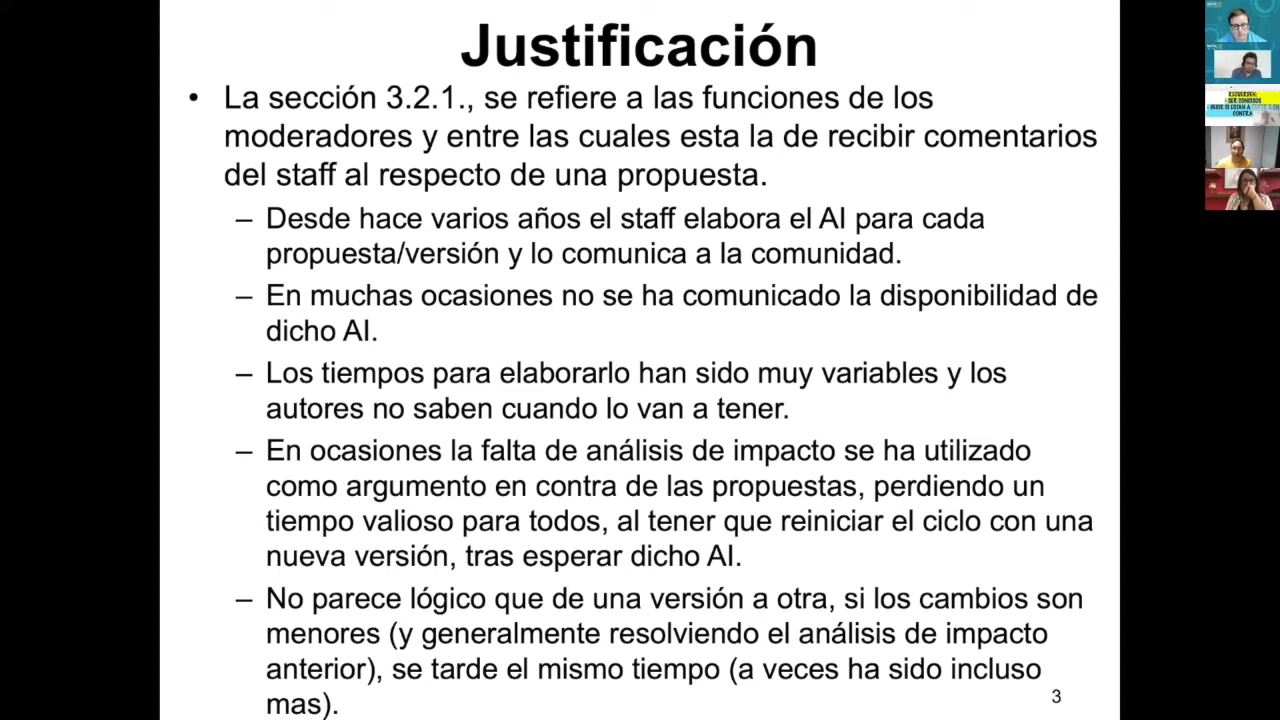 Justificación
• La sección 3.2.1., se refiere a las funciones de los
moderadores y entre las cuales esta la de recibir comentarios
del staff al respecto de una propuesta.
– Desde hace varios años el staff elabora el AI para cada
propuesta/versión y lo comunica a la comunidad.
– En muchas ocasiones no se ha comunicado la disponibilidad de
dicho AI.
– Los tiempos para elaborarlo han sido muy variables y los
autores no saben cuando lo van a tener.
– En ocasiones la falta de análisis de impacto se ha utilizado
como argumento en contra de las propuestas, perdiendo un
tiempo valioso para todos, al tener que reiniciar el ciclo con una
nueva versión, tras esperar dicho AI.
– No parece lógico que de una versión a otra, si los cambios son
menores (y generalmente resolviendo el análisis de impacto
anterior), se tarde el mismo tiempo (a veces ha sido incluso
mas).
3
RECUERDEN:
SER CONCISOS
CONTRA